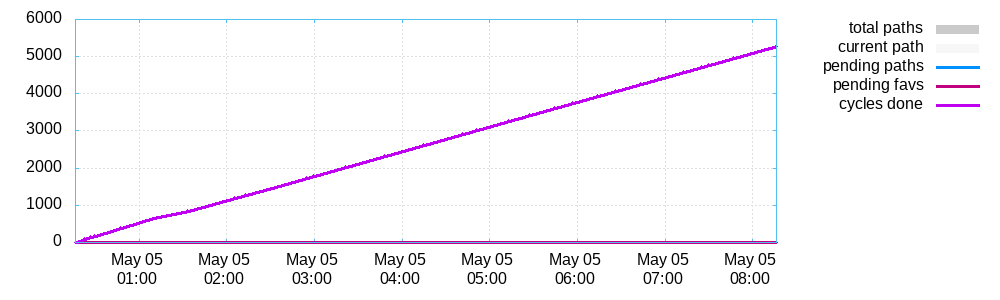 6000
5000
4000
3000
2000
1000
0
May 05 May 05 May 05 May 05 May 05 May 05 May 05 May 05
01:00 02:00 03:00 04:00 05:00 06:00 07:00 08:00
total paths
current path
pending paths
pending favs
cycles done